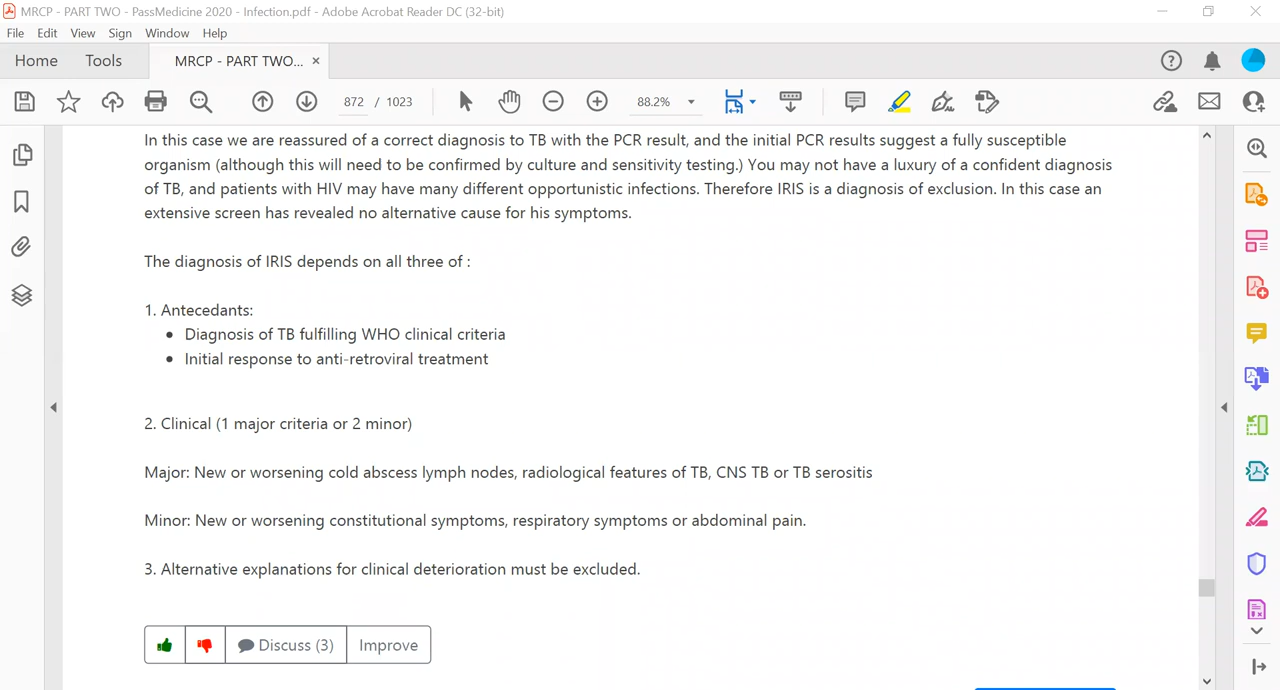 MRCP - PART TWO - PassMedicine 2020 - Infection.pdf - Adobe Acrobat Reader DC (32-bit)
File Edit View Sign Window Help
Home Tools MRCP - PART TWO... ×
872 / 1023 88.2%
In this case we are reassured of a correct diagnosis to TB with the PCR result, and the initial PCR results suggest a fully susceptible
organism (although this will need to be confirmed by culture and sensitivity testing.) You may not have a luxury of a confident diagnosis
of TB, and patients with HIV may have many different opportunistic infections. Therefore IRIS is a diagnosis of exclusion. In this case an
extensive screen has revealed no alternative cause for his symptoms.
The diagnosis of IRIS depends on all three of :
1. Antecedants:
• Diagnosis of TB fulfilling WHO clinical criteria
• Initial response to anti-retroviral treatment
2. Clinical (1 major criteria or 2 minor)
Major: New or worsening cold abscess lymph nodes, radiological features of TB, CNS TB or TB serositis
Minor: New or worsening constitutional symptoms, respiratory symptoms or abdominal pain.
3. Alternative explanations for clinical deterioration must be excluded.
Discuss (3) Improve